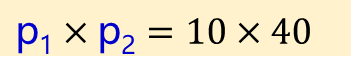 p₁ × p₂ = 10 × 40